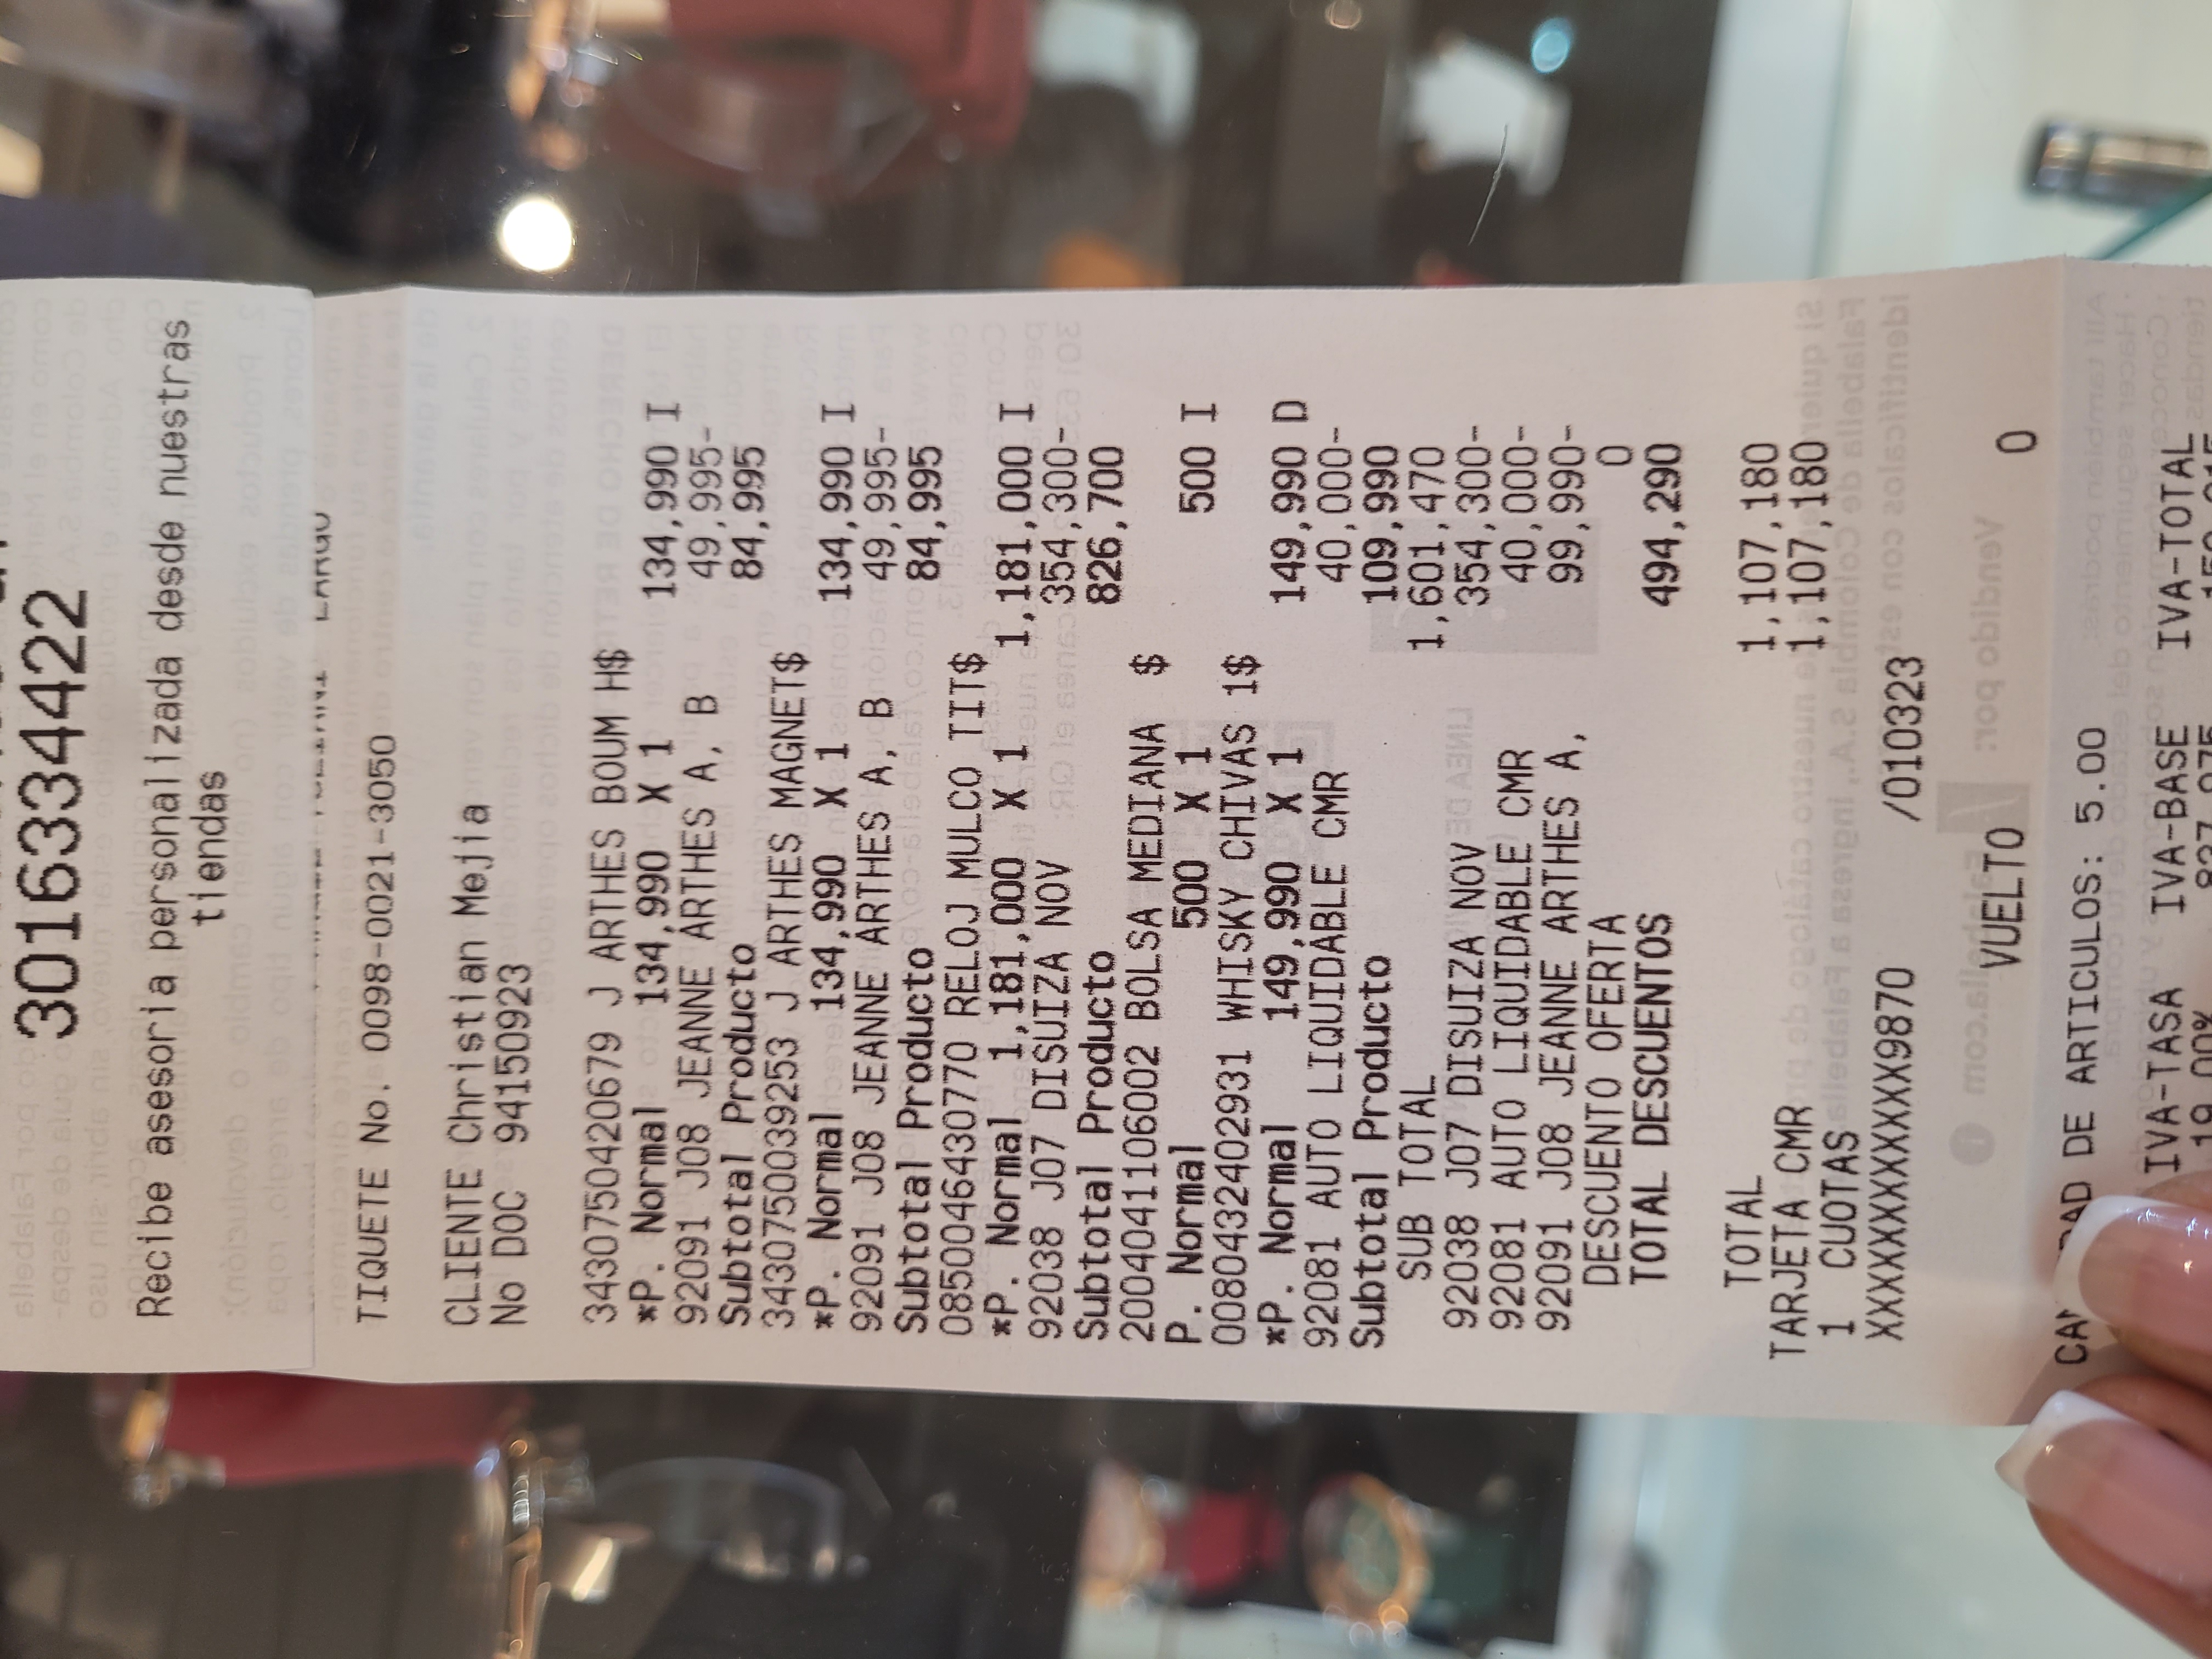 3016334422
Recibe asesoria personalizada desde nuestras
tiendas
TIQUETE No. 0098-0021-3050
CLIENTE Christian Mejia
No DOC 94150923
3430750420679 J ARTHES BOUM H$
*P. Normal 134,990 X 1 134,990 I
92091 J08 JEANNE ARTHES A, B 49,995-
Subtotal Producto 84,995
3430750039253 J ARTHES MAGNET$
*P. Normal 134,990 X 1 134,990 I
92091 J08 JEANNE ARTHES A, B 49,995-
Subtotal Producto 84,995
0850046430770 RELOJ MULCO TIT$
*P. Normal 1,181,000 X 1 1,181,000 I
92038 J07 DISUIZA NOV 354,300-
Subtotal Producto 826,700
2004041106002 BOLSA MEDIANA $
P. Normal 500 X 1 500 I
0080432402931 WHISKY CHIVAS 1$
*P. Normal 149,990 X 1 149,990 D
92081 AUTO LIQUIDABLE CMR 40,000-
Subtotal Producto 109,990
SUB TOTAL 1,601,470
92038 J07 DISUIZA NOV 354,300-
92081 AUTO LIQUIDABLE CMR 40,000-
92091 J08 JEANNE ARTHES A, 99,990-
DESCUENTO OFERTA 0
TOTAL DESCUENTOS 494,290
TOTAL 1,107,180
TARJETA CMR 1,107,180
1 CUOTAS
XXXXXXXXXXXX9870 /010323
VUELTO 0
DE ARTICULOS: 5.00
IVA-TASA IVA-BASE IVA-TOTAL
19.00%